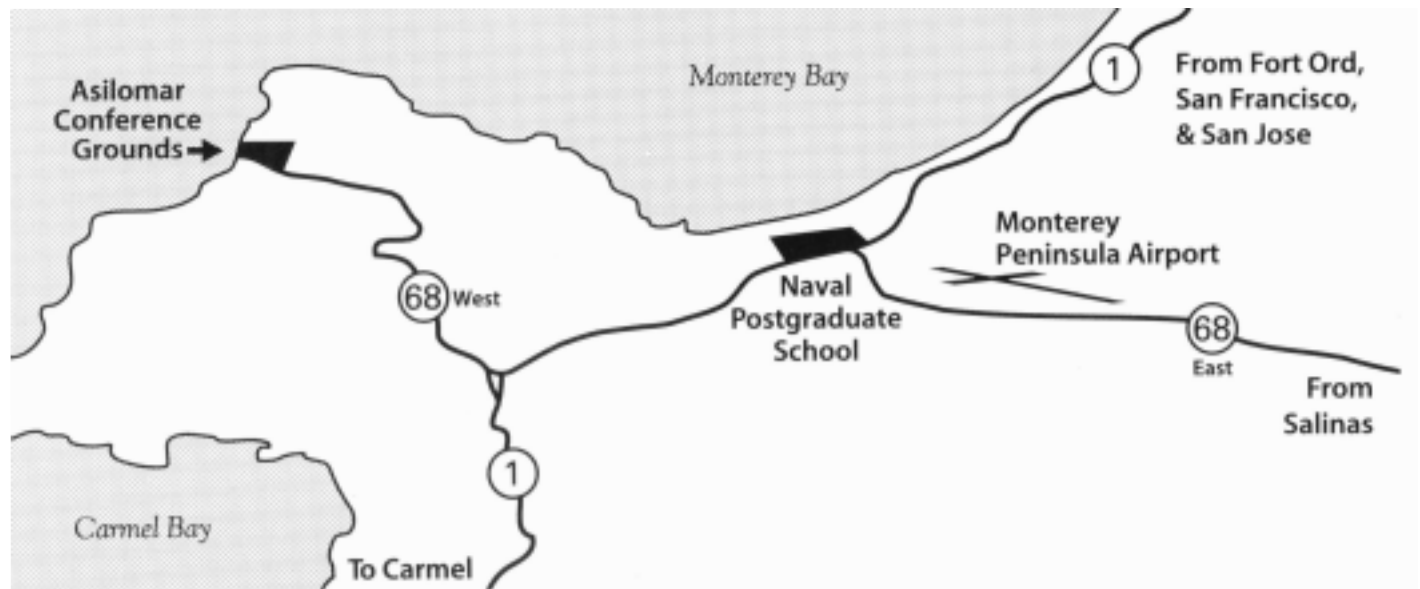 Monterey Bay
1
From Fort Ord,
San Francisco,
& San Jose
Asilomar
Conference
Grounds
Monterey
Peninsula Airport
68 West
Naval
Postgraduate
School
68
East
From
Salinas
1
Carmel Bay
To Carmel